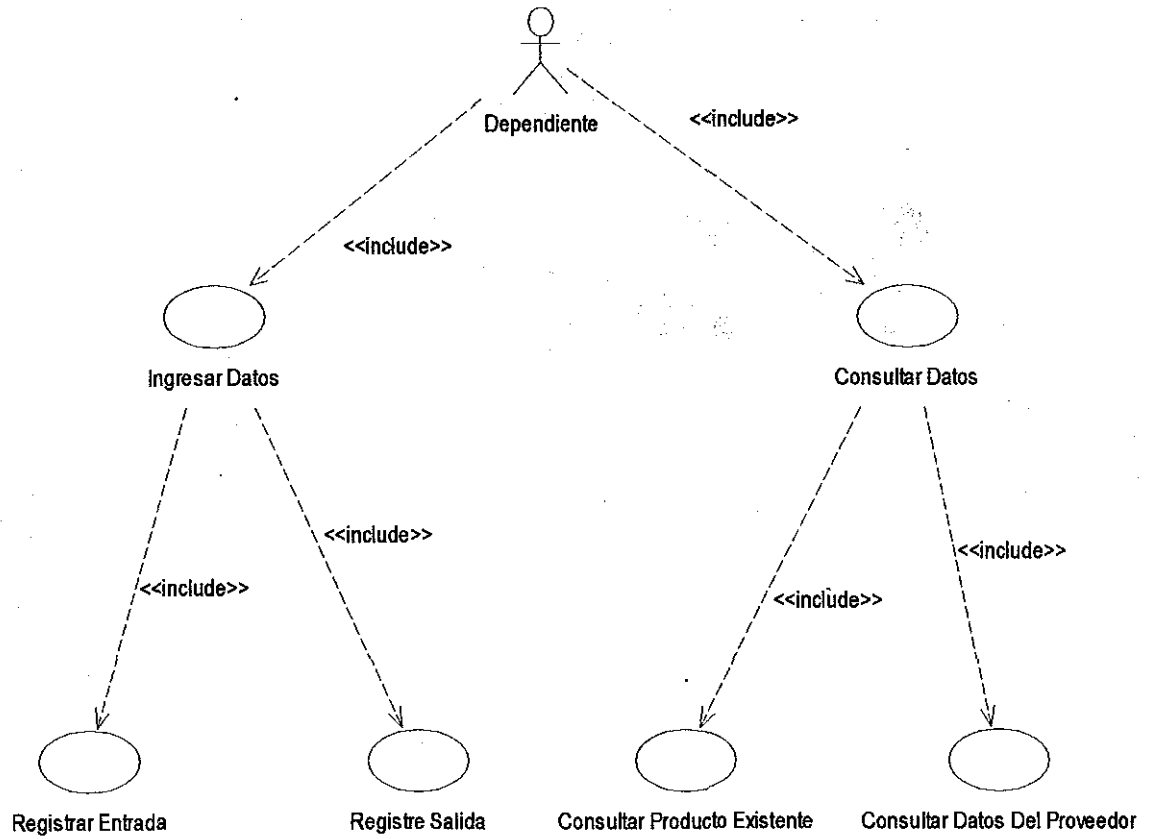 Dependiente
<<include>>
<<include>>
Ingresar Datos
Consultar Datos
<<include>>
<<include>>
<<include>>
<<include>>
Registrar Entrada
Registre Salida
Consultar Producto Existente
Consultar Datos Del Proveedor